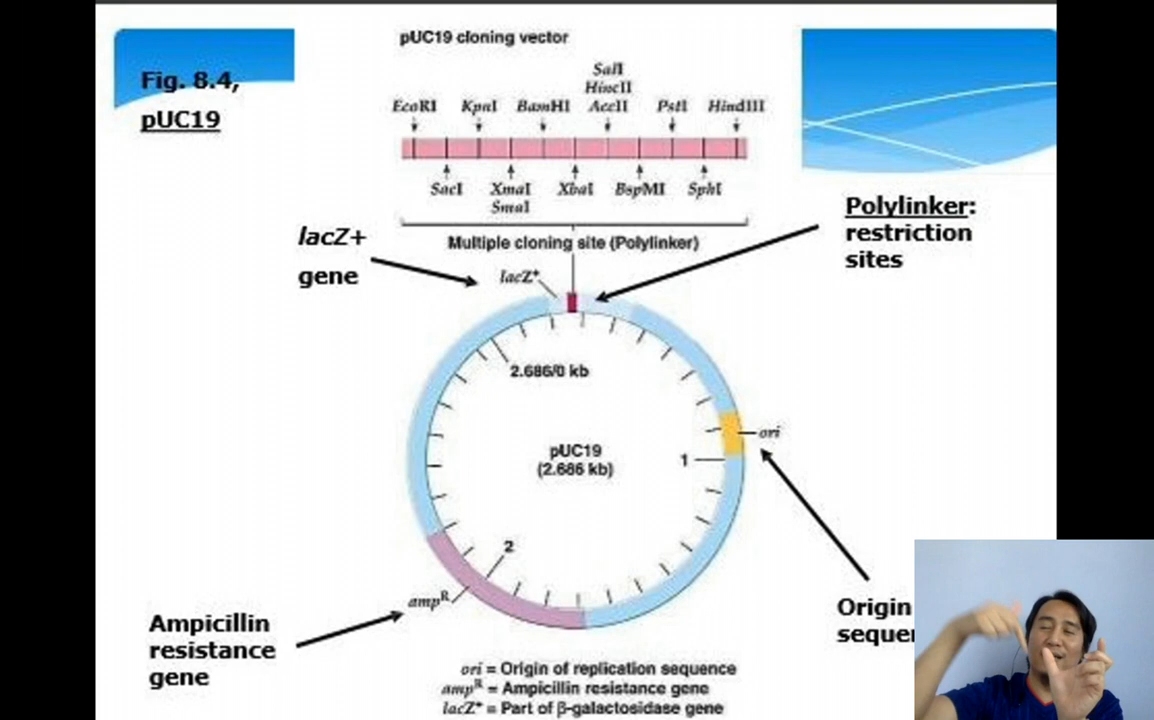 pUC19 cloning vector
Fig. 8.4,
pUC19
SalI
HincII
EcoRI KpnI BamHI AccII PstI HindIII
SacI XmaI XbaI BspMI SphI
SmaI
Multiple cloning site (Polylinker)
Polylinker:
restriction
sites
lacZ+
gene
lacZ+
2.686/0 kb
ori
pUC19
(2.686 kb)
1
2
ampR
Ampicillin
resistance
gene
Origin
ori = Origin of replication sequence
ampR = Ampicillin resistance gene
lacZ+ = Part of β-galactosidase gene